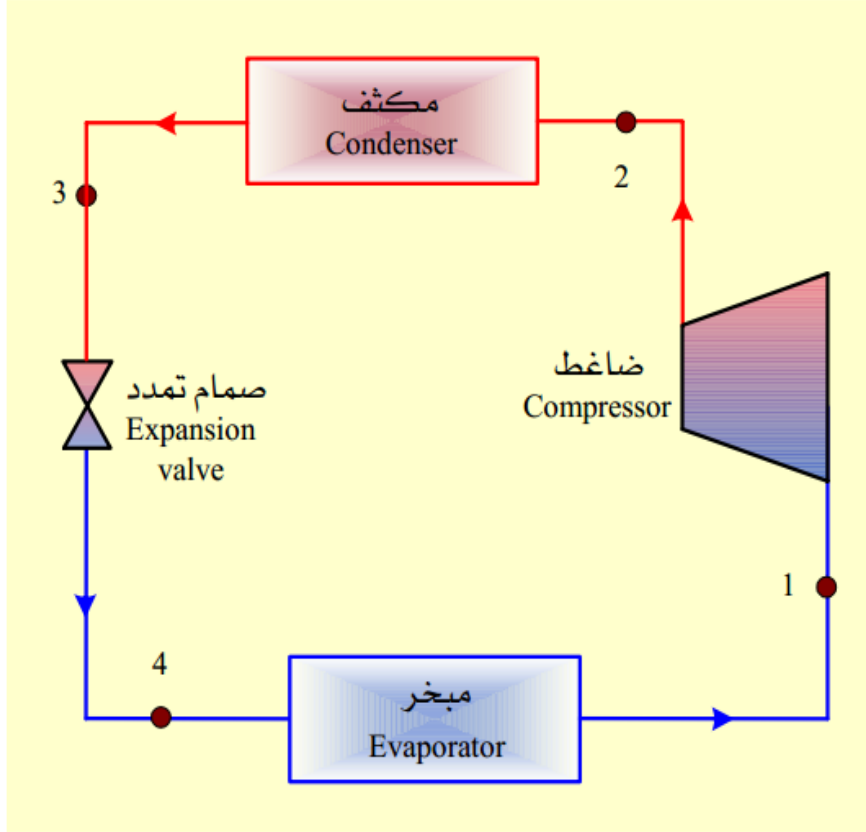 مكثف
Condenser
2
3
ضاغط
Compressor
صمام تمدد
Expansion
valve
1
4
مبخر
Evaporator